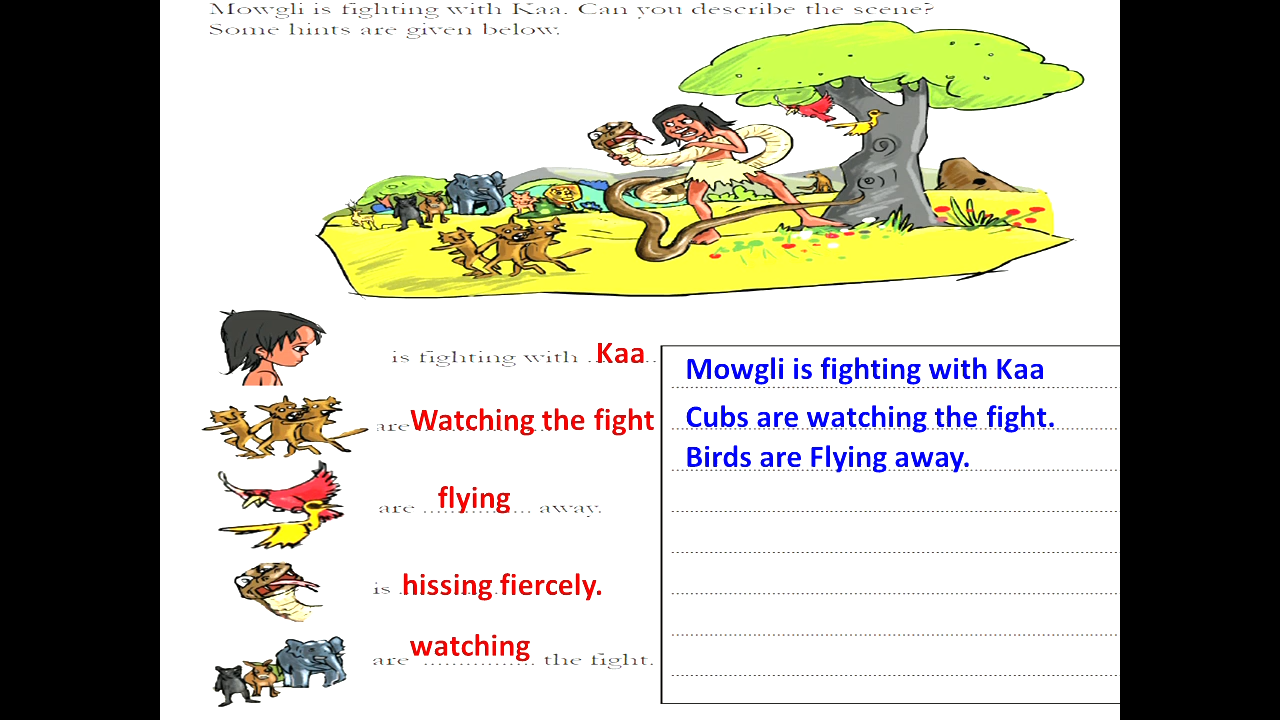 Mowgli is fighting with Kaa. Can you describe the scene?
Some hints are given below.
is fighting with ..Kaa..
are Watching the fight
are ....flying.... away.
is hissing fiercely.
are ....watching.... the fight.
Mowgli is fighting with Kaa
Cubs are watching the fight.
Birds are Flying away.